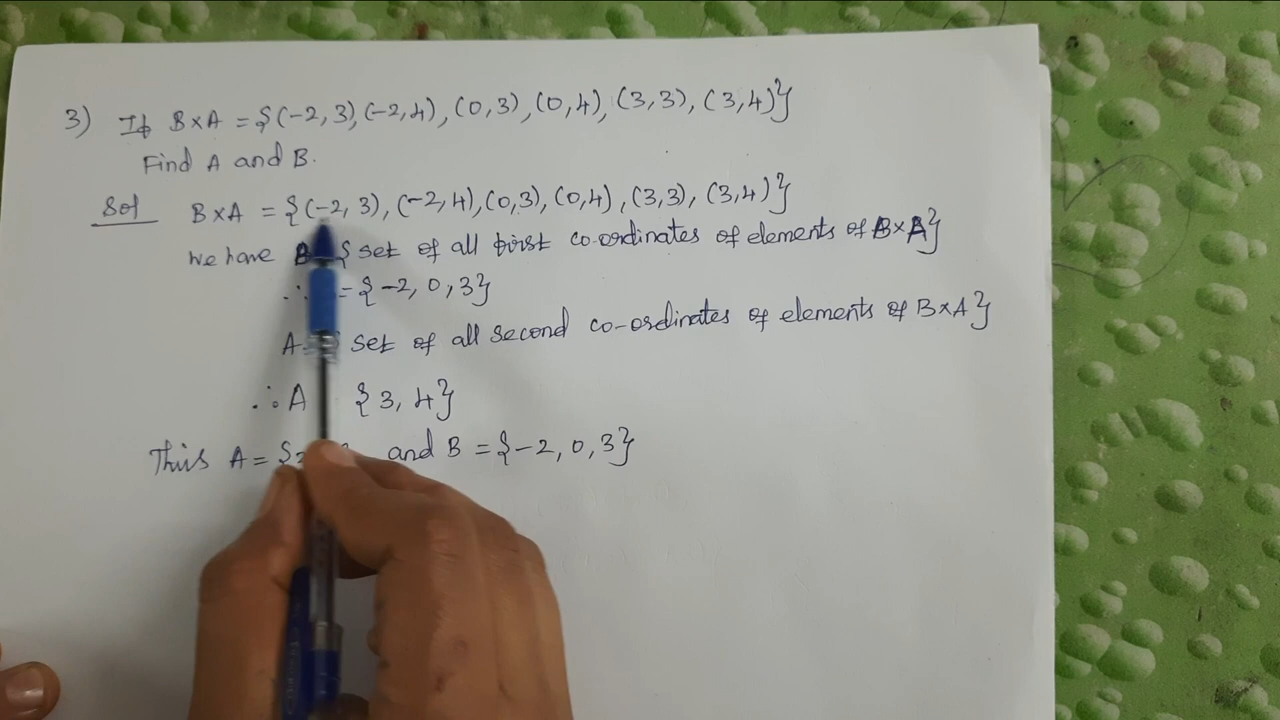 3) If B×A = {(-2, 3), (-2, 4), (0, 3), (0, 4), (3, 3), (3, 4)}
Find A and B.
Sol B×A = {(-2, 3), (-2, 4), (0, 3), (0, 4), (3, 3), (3, 4)}
We have B { set of all first co-ordinates of elements of B×A}
∴ = {-2, 0, 3}
A set of all second co-ordinates of elements of B×A}
∴ A {3, 4}
This A = {3 and B = {-2, 0, 3}